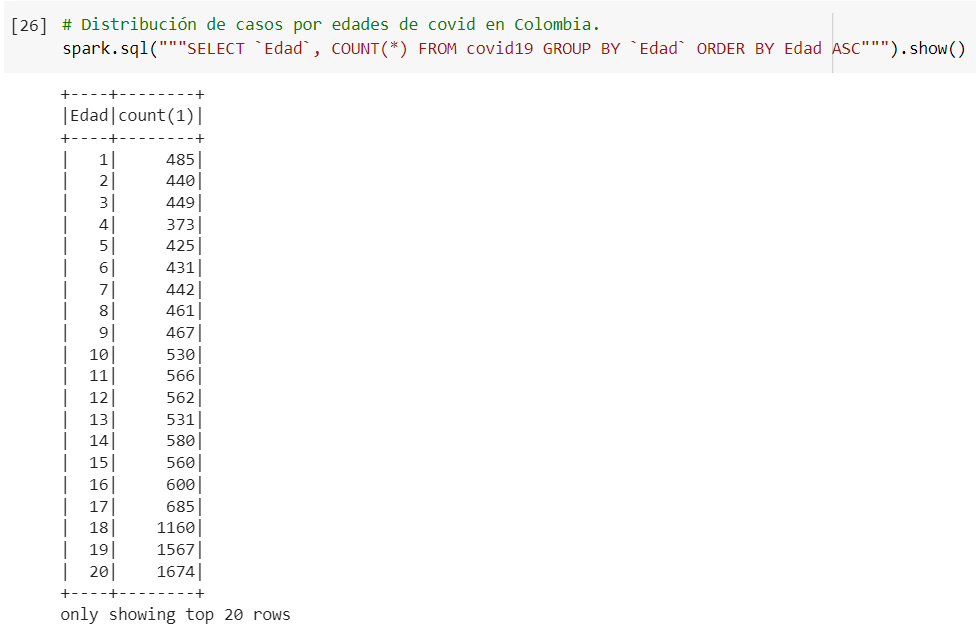 [26] # Distribución de casos por edades de covid en Colombia.
spark.sql("""SELECT `Edad`, COUNT(*) FROM covid19 GROUP BY `Edad` ORDER BY Edad ASC""").show()
+----+--------+
|Edad|count(1)|
+----+--------+
|   1|     485|
|   2|     440|
|   3|     449|
|   4|     373|
|   5|     425|
|   6|     431|
|   7|     442|
|   8|     461|
|   9|     467|
|  10|     530|
|  11|     566|
|  12|     562|
|  13|     531|
|  14|     580|
|  15|     560|
|  16|     600|
|  17|     685|
|  18|    1160|
|  19|    1567|
|  20|    1674|
+----+--------+
only showing top 20 rows